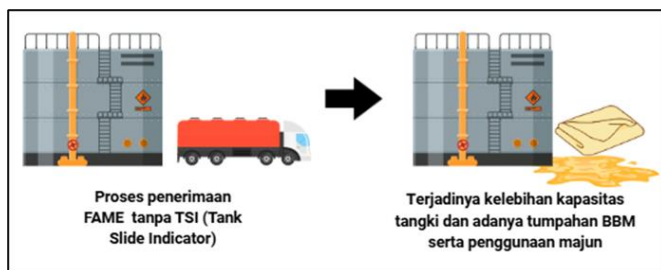 Proses penerimaan
FAME tanpa TSI (Tank
Slide Indicator)
Terjadinya kelebihan kapasitas
tangki dan adanya tumpahan BBM
serta penggunaan majun